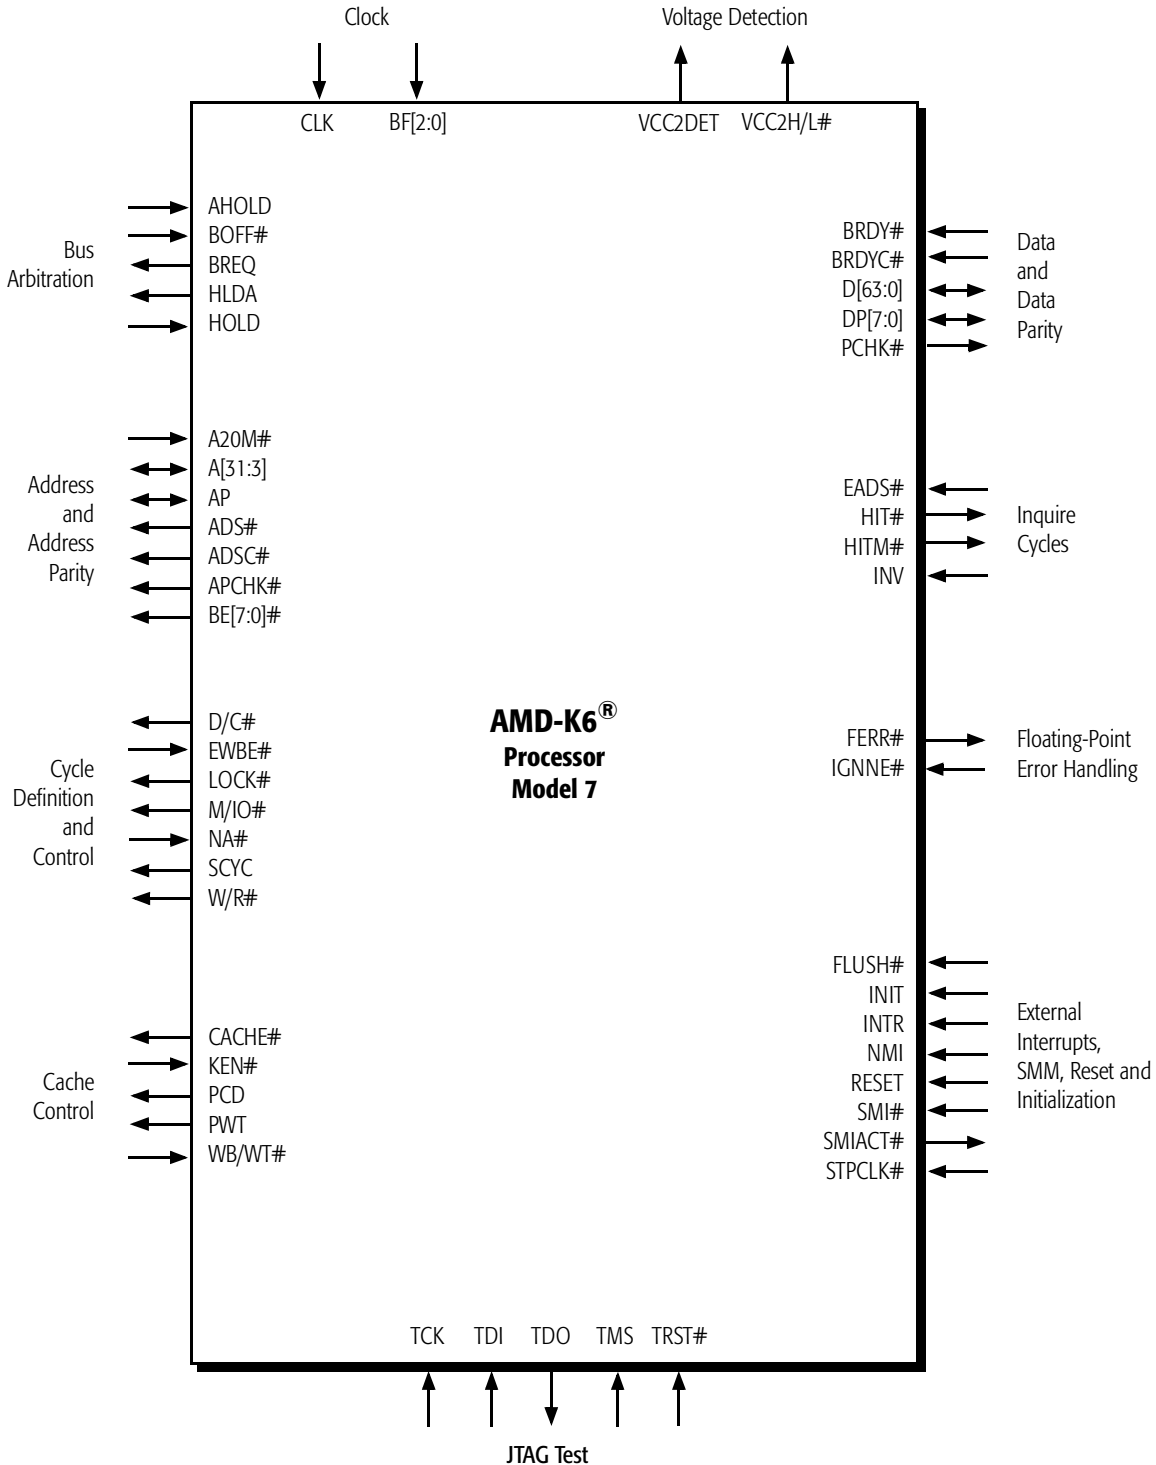 Clock
Voltage Detection
CLK
BF[2:0]
VCC2DET
VCC2H/L#
Bus
Arbitration
AHOLD
BOFF#
BREQ
HLDA
HOLD
BRDY#
BRDYC#
D[63:0]
DP[7:0]
PCHK#
Data
and
Data
Parity
Address
and
Address
Parity
A20M#
A[31:3]
AP
ADS#
ADSC#
APCHK#
BE[7:0]#
EADS#
HIT#
HITM#
INV
Inquire
Cycles
AMD-K6®
Processor
Model 7
Cycle
Definition
and
Control
D/C#
EWBE#
LOCK#
M/IO#
NA#
SCYC
W/R#
FERR#
IGNNE#
Floating-Point
Error Handling
FLUSH#
INIT
INTR
NMI
RESET
SMI#
SMIACT#
STPCLK#
External
Interrupts,
SMM, Reset and
Initialization
Cache
Control
CACHE#
KEN#
PCD
PWT
WB/WT#
TCK
TDI
TDO
TMS
TRST#
JTAG Test